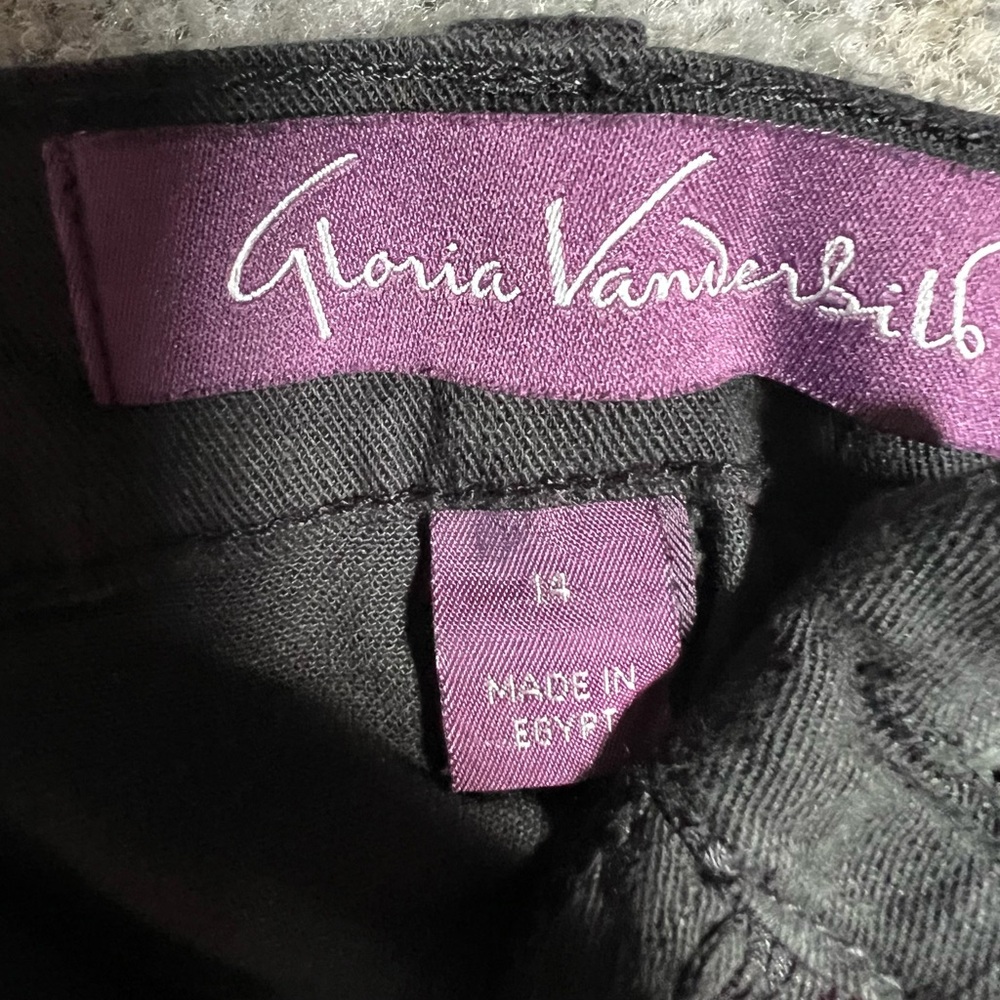 Gloria Vanderbilt
14
MADE IN
EGYPT